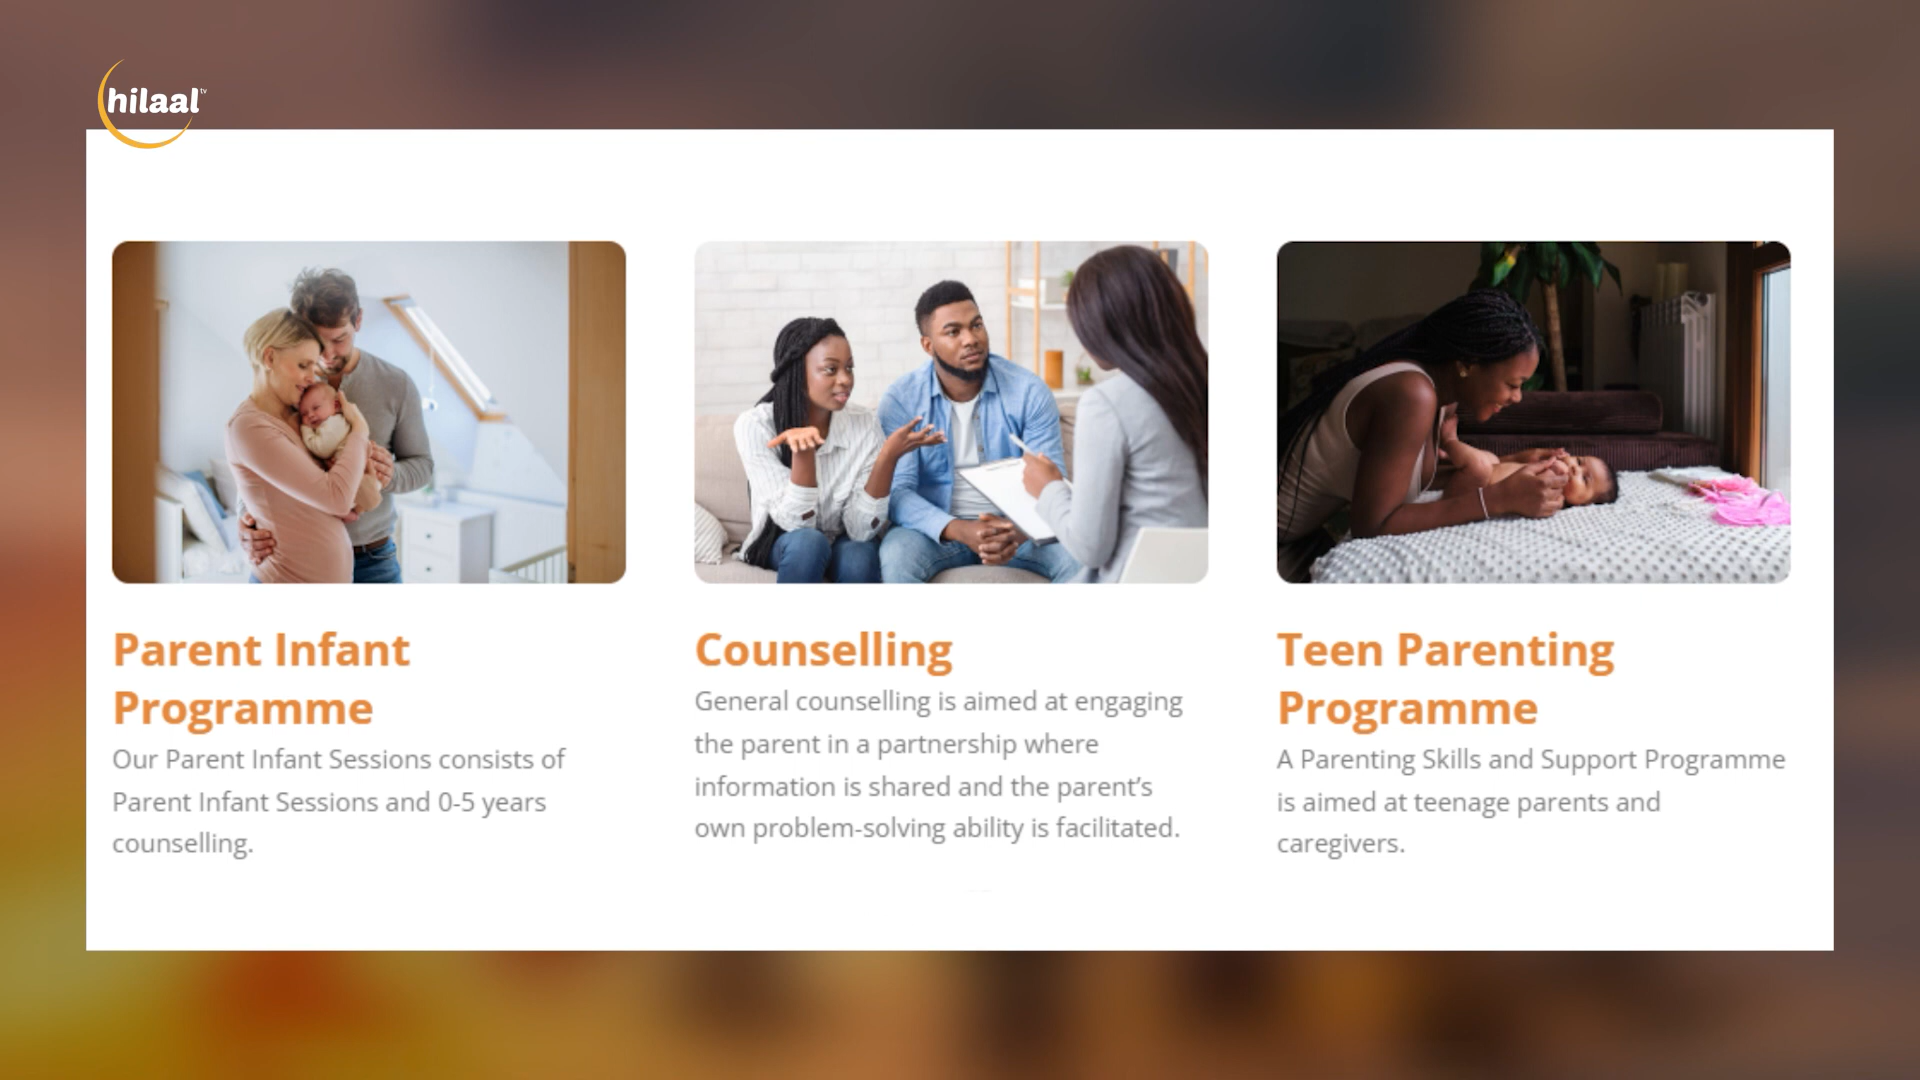 hilaal tv
Parent Infant
Programme
Our Parent Infant Sessions consists of
Parent Infant Sessions and 0-5 years
counselling.
Counselling
General counselling is aimed at engaging
the parent in a partnership where
information is shared and the parent’s
own problem-solving ability is facilitated.
Teen Parenting
Programme
A Parenting Skills and Support Programme
is aimed at teenage parents and
caregivers.